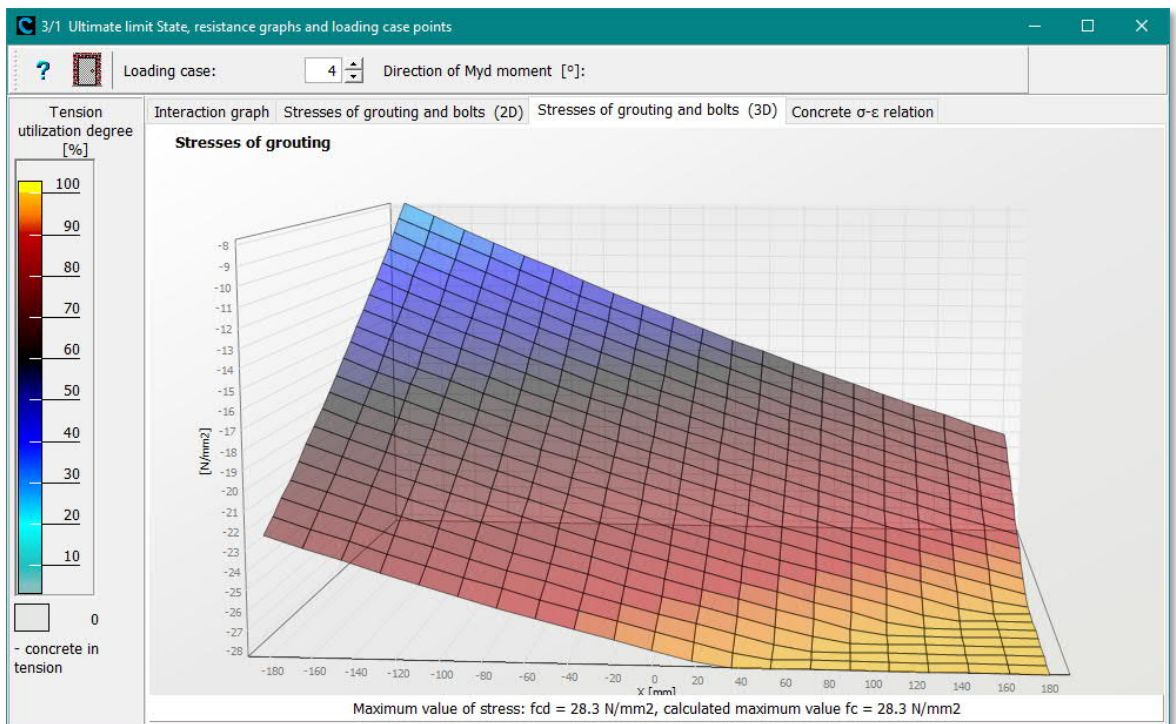 3/1 Ultimate limit State, resistance graphs and loading case points
Loading case: 4 Direction of Myd moment [°]:
Tension
utilization degree
[%]
100
90
80
70
60
50
40
30
20
10
0
- concrete in
tension
Interaction graph Stresses of grouting and bolts (2D) Stresses of grouting and bolts (3D) Concrete σ-ε relation
Stresses of grouting
-8
-9
-10
-11
-12
-13
-14
-15
-16
-17
-18
-19
-20
-21
-22
-23
-24
-25
-26
-27
-28
[N/mm2]
-180 -160 -140 -120 -100 -80 -60 -40 -20 0 20 40 60 80 100 120 140 160 180
X [mm]
Maximum value of stress: fcd = 28.3 N/mm2, calculated maximum value fc = 28.3 N/mm2